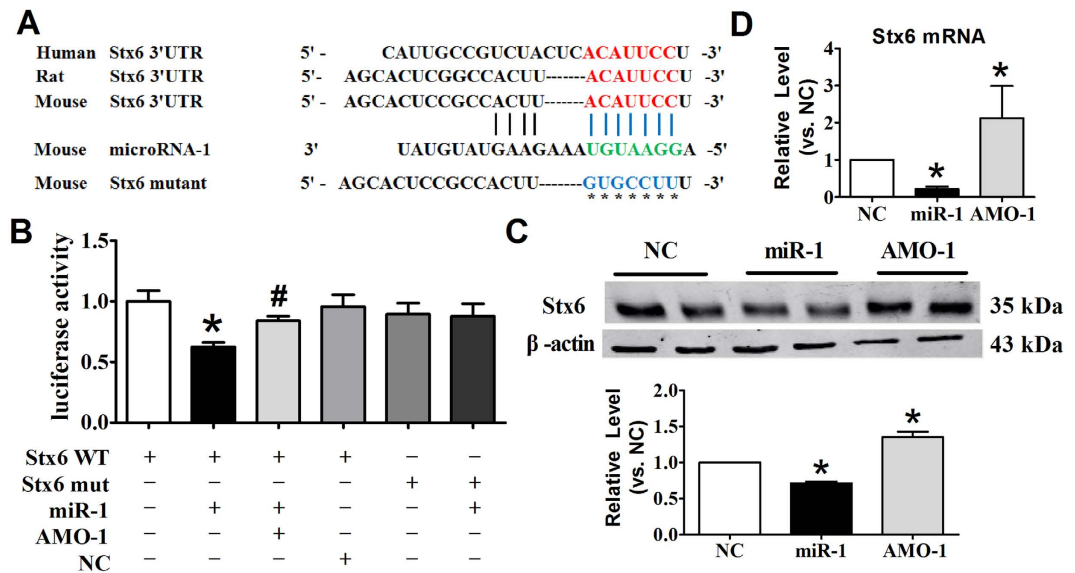 A
Human Stx6 3'UTR 5' - CAUUGCCGUCUACUCACAUUCCU -3'
Rat Stx6 3'UTR 5'- AGCACUCGGCCACUU-------ACAUUCCU -3'
Mouse Stx6 3'UTR 5' - AGCACUCCGCCACUU-------ACAUUCCU -3'
Mouse microRNA-1 3' UAUGUAUGAAGAAAUGUAAGGA -5'
Mouse Stx6 mutant 5' - AGCACUCCGCCACUU-------GUGCCUUU -3'
* * * * * * *
B
luciferase activity
1.5
1.0
0.5
0.0
*
#
Stx6 WT + + + + − −
Stx6 mut − − − − + +
miR-1 − + + − − +
AMO-1 − − + − − −
NC − − − + − −
C
NC miR-1 AMO-1
Stx6 35 kDa
β -actin 43 kDa
Relative Level
(vs. NC)
1.5
1.0
0.5
0.0
*
*
NC miR-1 AMO-1
D
Stx6 mRNA
Relative Level
(vs. NC)
4
3
2
1
0
*
*
NC miR-1 AMO-1